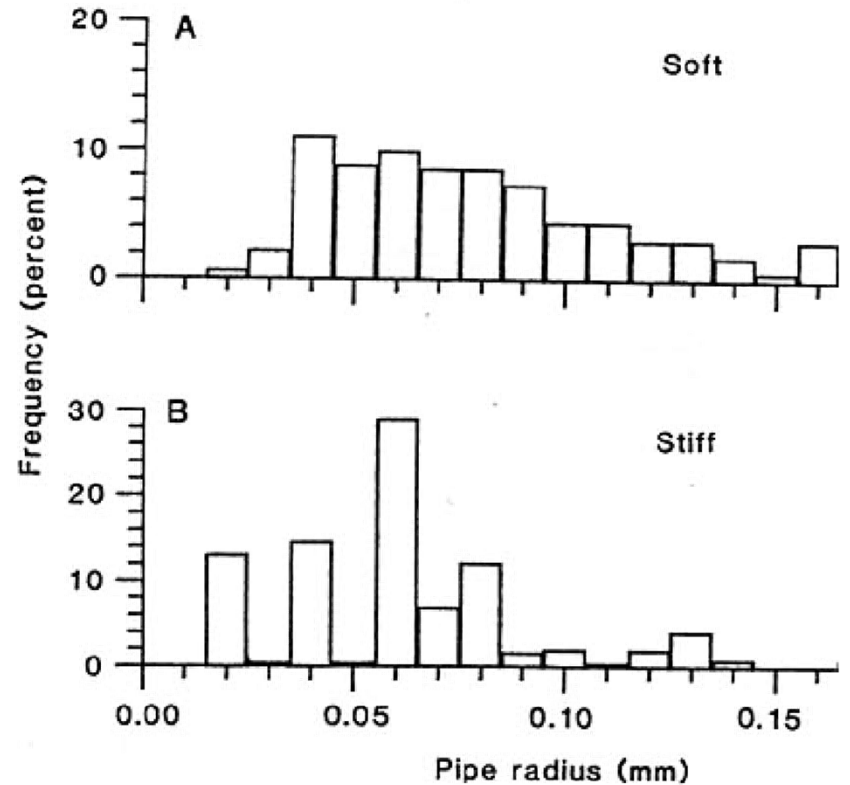 20
A
Soft
10
0
Frequency (percent)
30
B
Stiff
20
10
0
0.00 0.05 0.10 0.15
Pipe radius (mm)